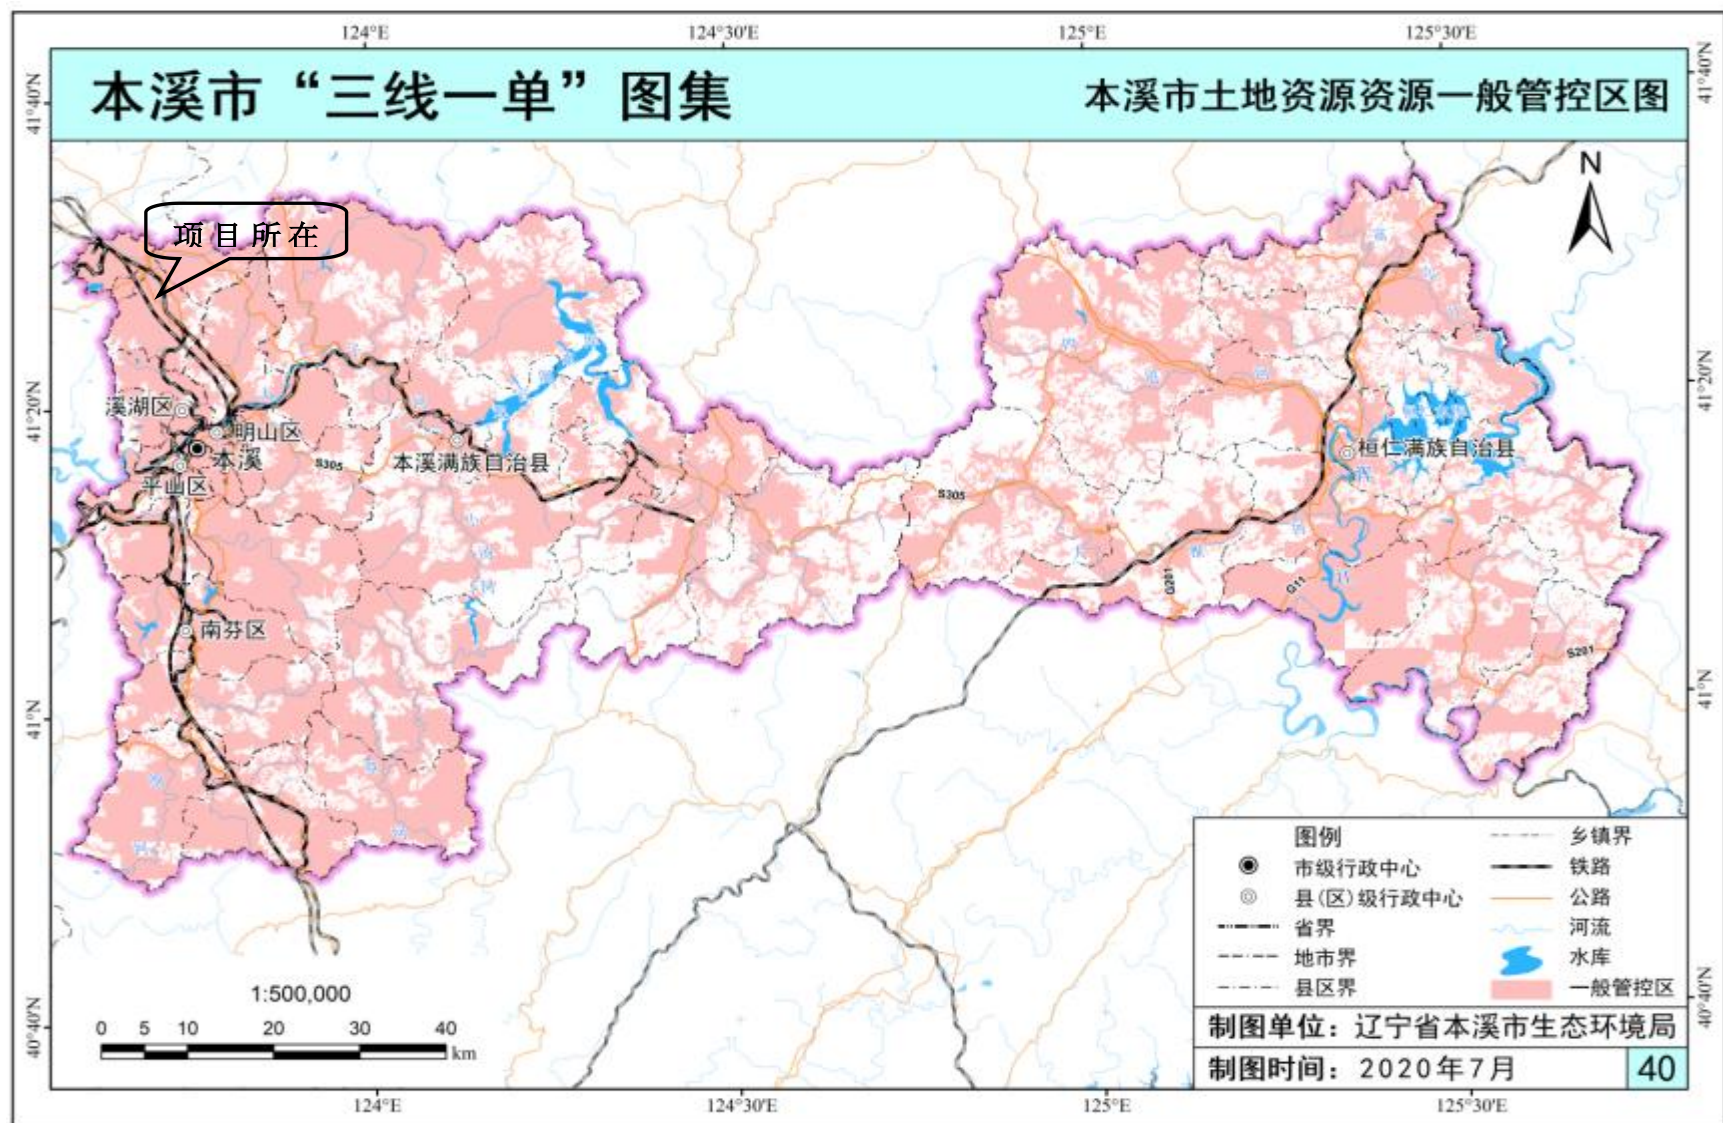 124°E 124°30′E 125°E 125°30′E
41°40′N 41°40′N
本溪市“三线一单”图集
本溪市土地资源资源一般管控区图
N
项目所在
41°20′N 41°20′N
溪湖区
明山区
本溪
平山区
S305
本溪满族自治县
S305
桓仁满族自治县
G201
G11
南芬区
S201
41°N 41°N
图例
市级行政中心
县(区)级行政中心
省界
地市界
县区界
乡镇界
铁路
公路
河流
水库
一般管控区
1:500,000
0 5 10 20 30 40
km
40°40′N 40°40′N
制图单位：辽宁省本溪市生态环境局
制图时间：2020年7月
40
124°E 124°30′E 125°E 125°30′E